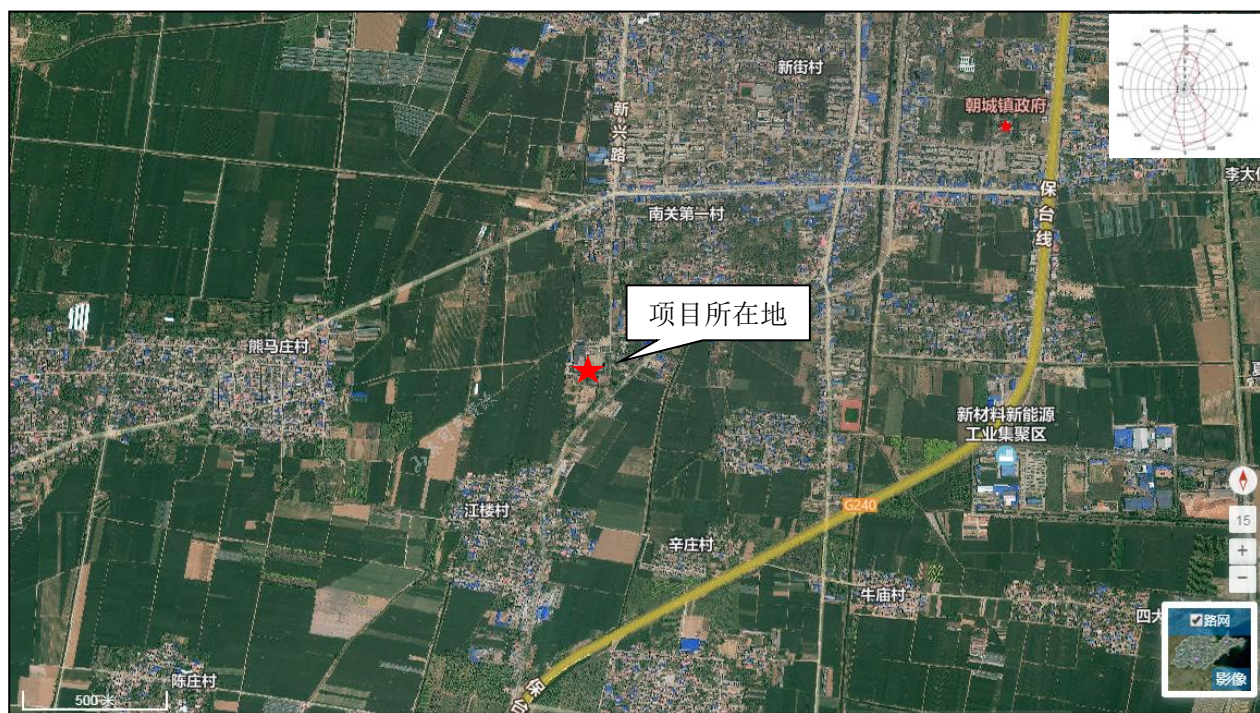 新街村
朝城镇政府
新兴路
李大
保台线
南关第一村
项目所在地
熊马庄村
新材料新能源
工业集聚区
江楼村
G240
15
辛庄村
牛庙村
四大
路网
影像
陈庄村
500米
保